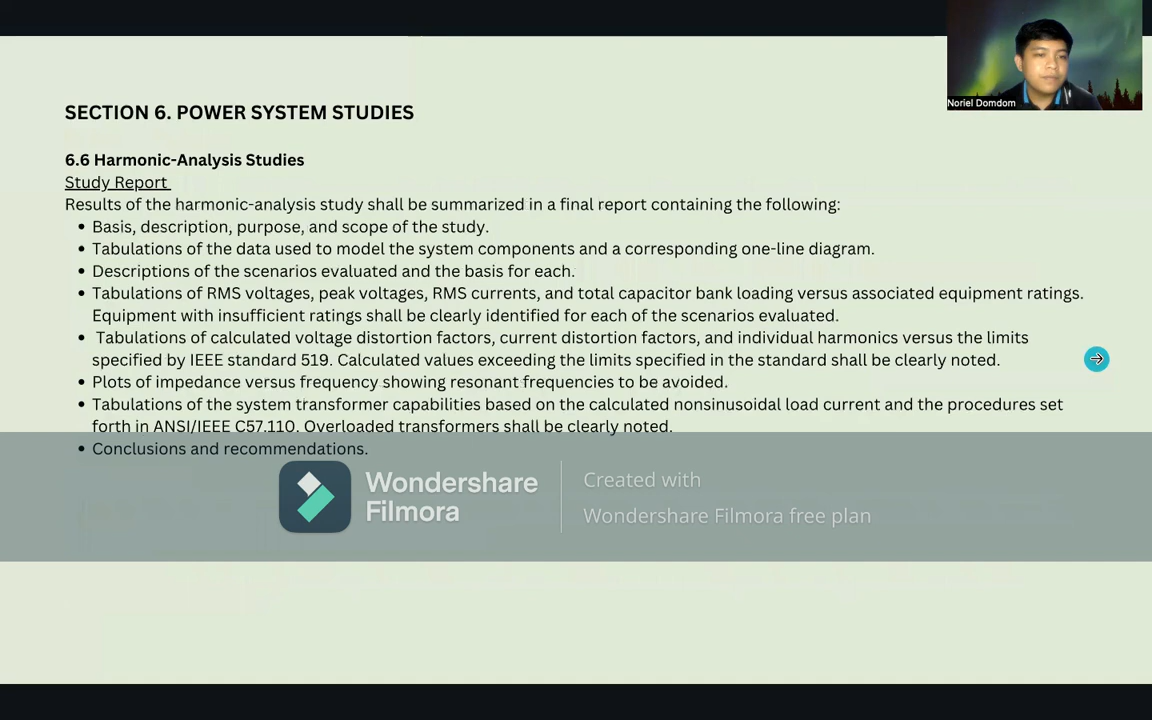 Noriel Domdom
SECTION 6. POWER SYSTEM STUDIES
6.6 Harmonic-Analysis Studies
Study Report
Results of the harmonic-analysis study shall be summarized in a final report containing the following:
• Basis, description, purpose, and scope of the study.
• Tabulations of the data used to model the system components and a corresponding one-line diagram.
• Descriptions of the scenarios evaluated and the basis for each.
• Tabulations of RMS voltages, peak voltages, RMS currents, and total capacitor bank loading versus associated equipment ratings.
Equipment with insufficient ratings shall be clearly identified for each of the scenarios evaluated.
• Tabulations of calculated voltage distortion factors, current distortion factors, and individual harmonics versus the limits
specified by IEEE standard 519. Calculated values exceeding the limits specified in the standard shall be clearly noted.
• Plots of impedance versus frequency showing resonant frequencies to be avoided.
• Tabulations of the system transformer capabilities based on the calculated nonsinusoidal load current and the procedures set
forth in ANSI/IEEE C57.110. Overloaded transformers shall be clearly noted.
• Conclusions and recommendations.
Wondershare
Filmora
Created with
Wondershare Filmora free plan